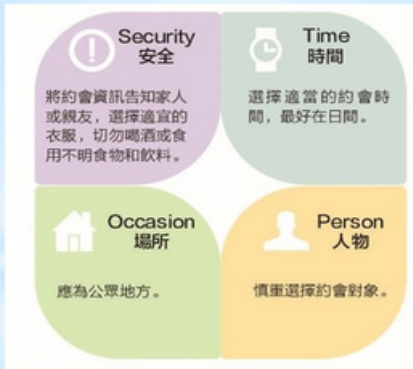 Security
安全
將約會資訊告知家人
或親友，選擇適宜的
衣服，切勿喝酒或食
用不明食物和飲料。
Time
時間
選擇適當的約會時
間，最好在日間。
Occasion
場所
應為公眾地方。
Person
人物
慎重選擇約會對象。